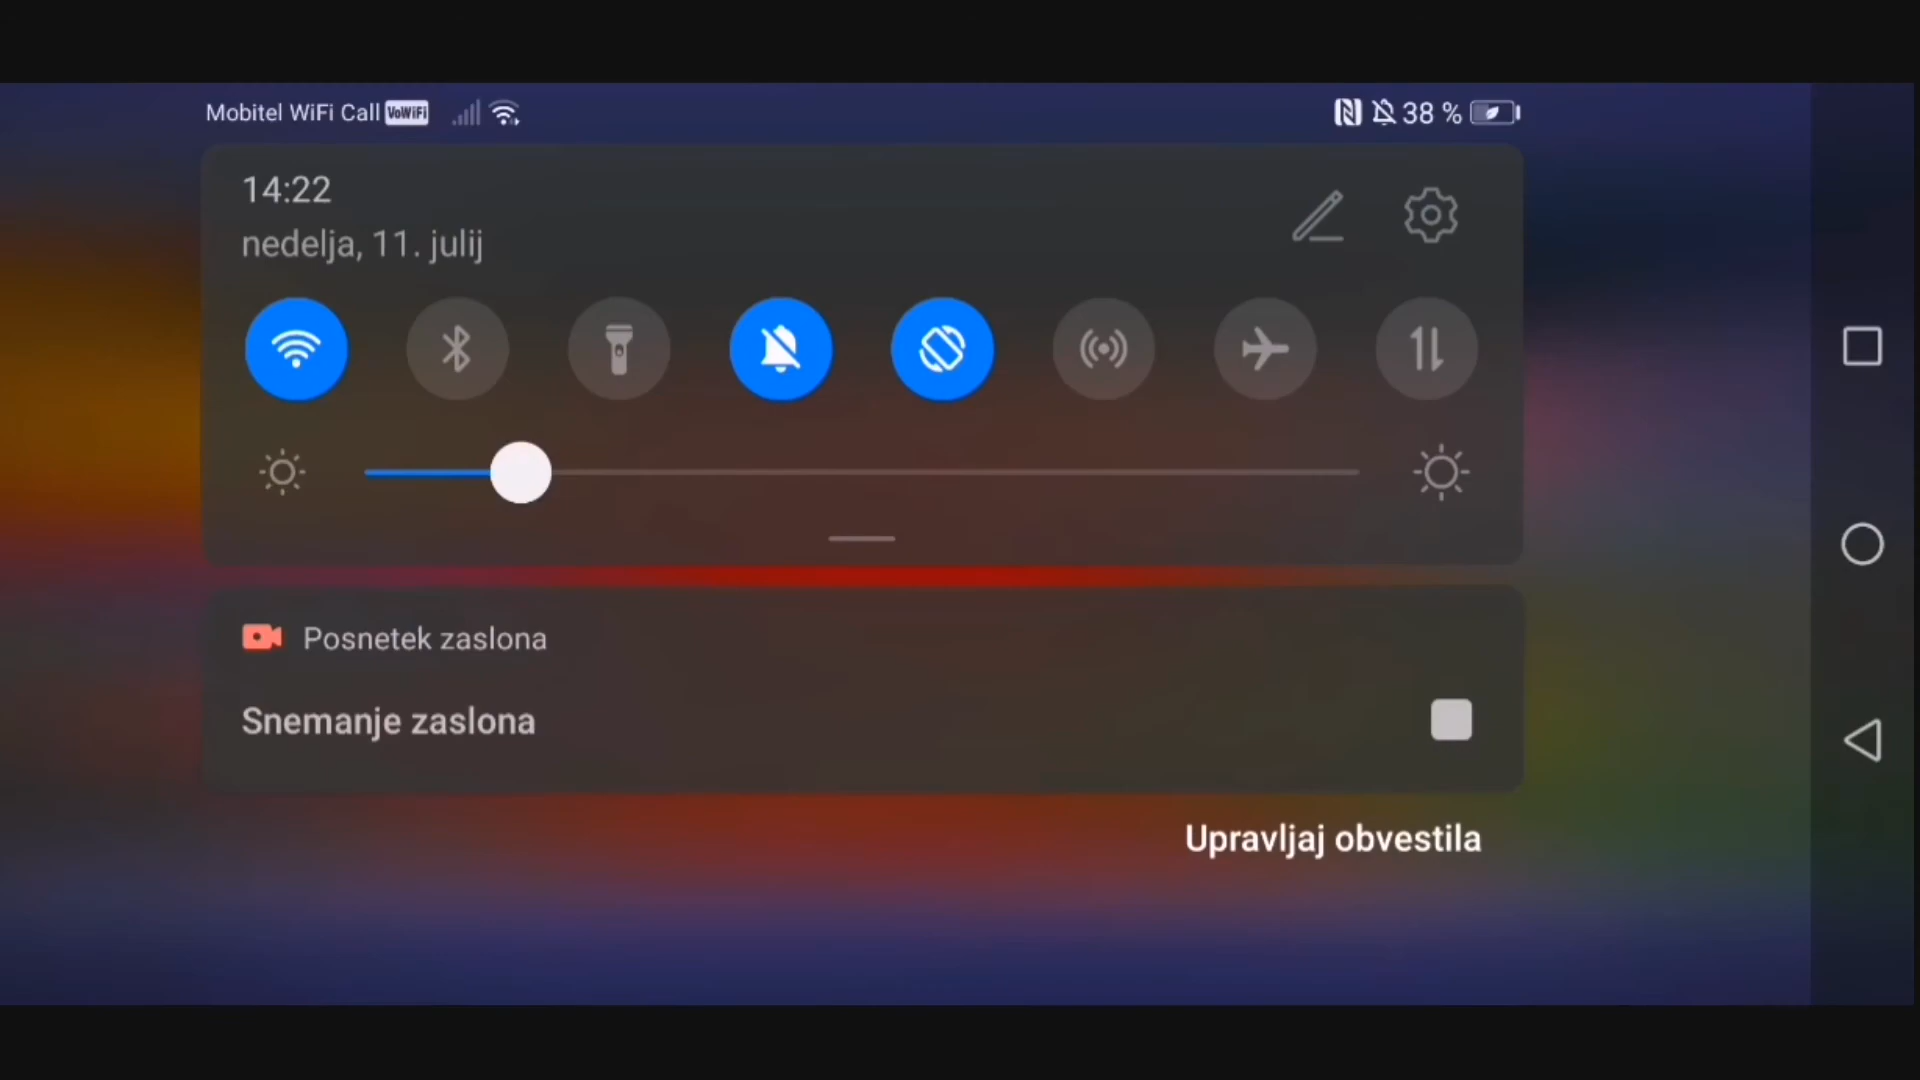 Mobitel WiFi Call VoWiFi
38 %
14:22
nedelja, 11. julij
Posnetek zaslona
Snemanje zaslona
Upravljaj obvestila